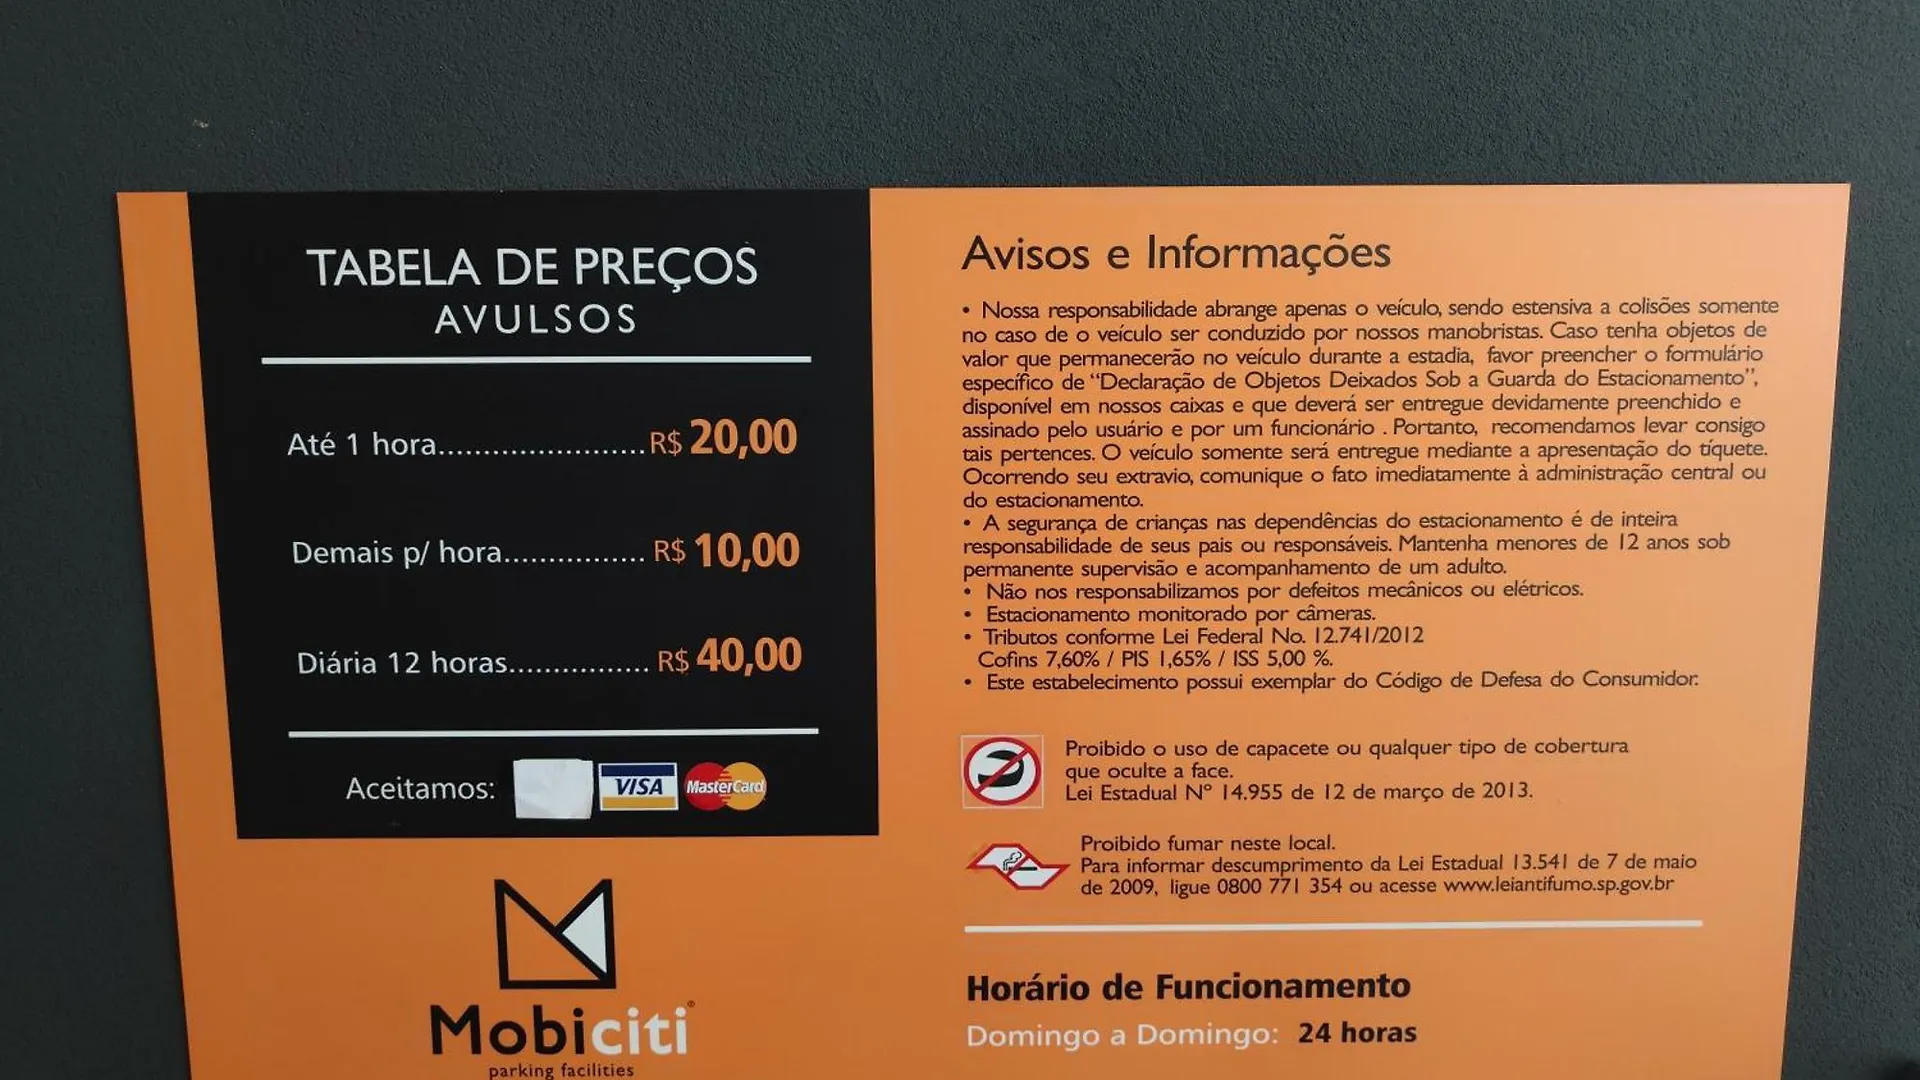 TABELA DE PREÇOS
AVULSOS
Até 1 hora.......................R$ 20,00
Demais p/ hora................ R$ 10,00
Diária 12 horas................ R$ 40,00
Aceitamos: VISA MasterCard
Mobiciti®
parking facilities
Avisos e Informações
• Nossa responsabilidade abrange apenas o veículo, sendo estensiva a colisões somente
no caso de o veículo ser conduzido por nossos manobristas. Caso tenha objetos de
valor que permanecerão no veículo durante a estadia, favor preencher o formulário
específico de “Declaração de Objetos Deixados Sob a Guarda do Estacionamento”,
disponível em nossos caixas e que deverá ser entregue devidamente preenchido e
assinado pelo usuário e por um funcionário . Portanto, recomendamos levar consigo
tais pertences. O veículo somente será entregue mediante a apresentação do tíquete.
Ocorrendo seu extravio, comunique o fato imediatamente à administração central ou
do estacionamento.
• A segurança de crianças nas dependências do estacionamento é de inteira
responsabilidade de seus pais ou responsáveis. Mantenha menores de 12 anos sob
permanente supervisão e acompanhamento de um adulto.
• Não nos responsabilizamos por defeitos mecânicos ou elétricos.
• Estacionamento monitorado por câmeras.
• Tributos conforme Lei Federal No. 12.741/2012
Cofins 7,60% / PIS 1,65% / ISS 5,00 %.
• Este estabelecimento possui exemplar do Código de Defesa do Consumidor.
Proibido o uso de capacete ou qualquer tipo de cobertura
que oculte a face.
Lei Estadual Nº 14.955 de 12 de março de 2013.
Proibido fumar neste local.
Para informar descumprimento da Lei Estadual 13.541 de 7 de maio
de 2009, ligue 0800 771 354 ou acesse www.leiantifumo.sp.gov.br
Horário de Funcionamento
Domingo a Domingo: 24 horas